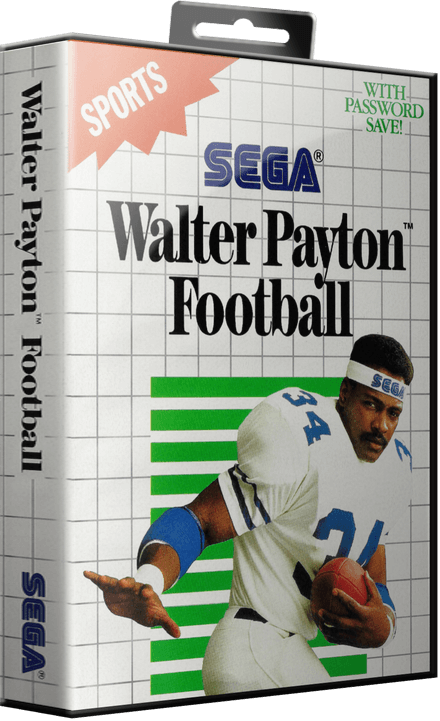 SPORTS
WITH
PASSWORD
SAVE!
SEGA®
Walter Payton™
Football
SEGA
34
34
Walter Payton™ Football
SEGA